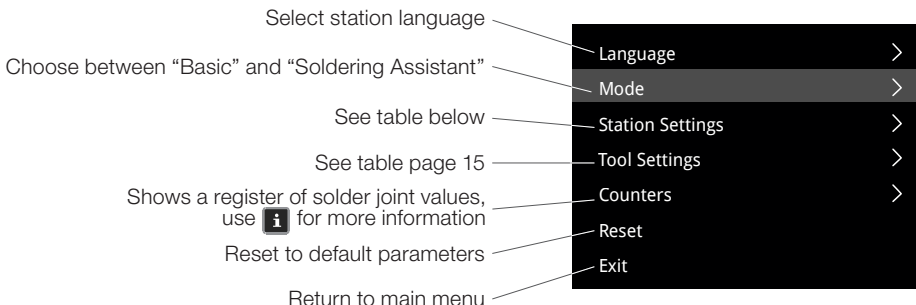 Select station language
Choose between “Basic” and “Soldering Assistant”
See table below
See table page 15
Shows a register of solder joint values,
use i for more information
Reset to default parameters
Return to main menu
Language
Mode
Station Settings
Tool Settings
Counters
Reset
Exit